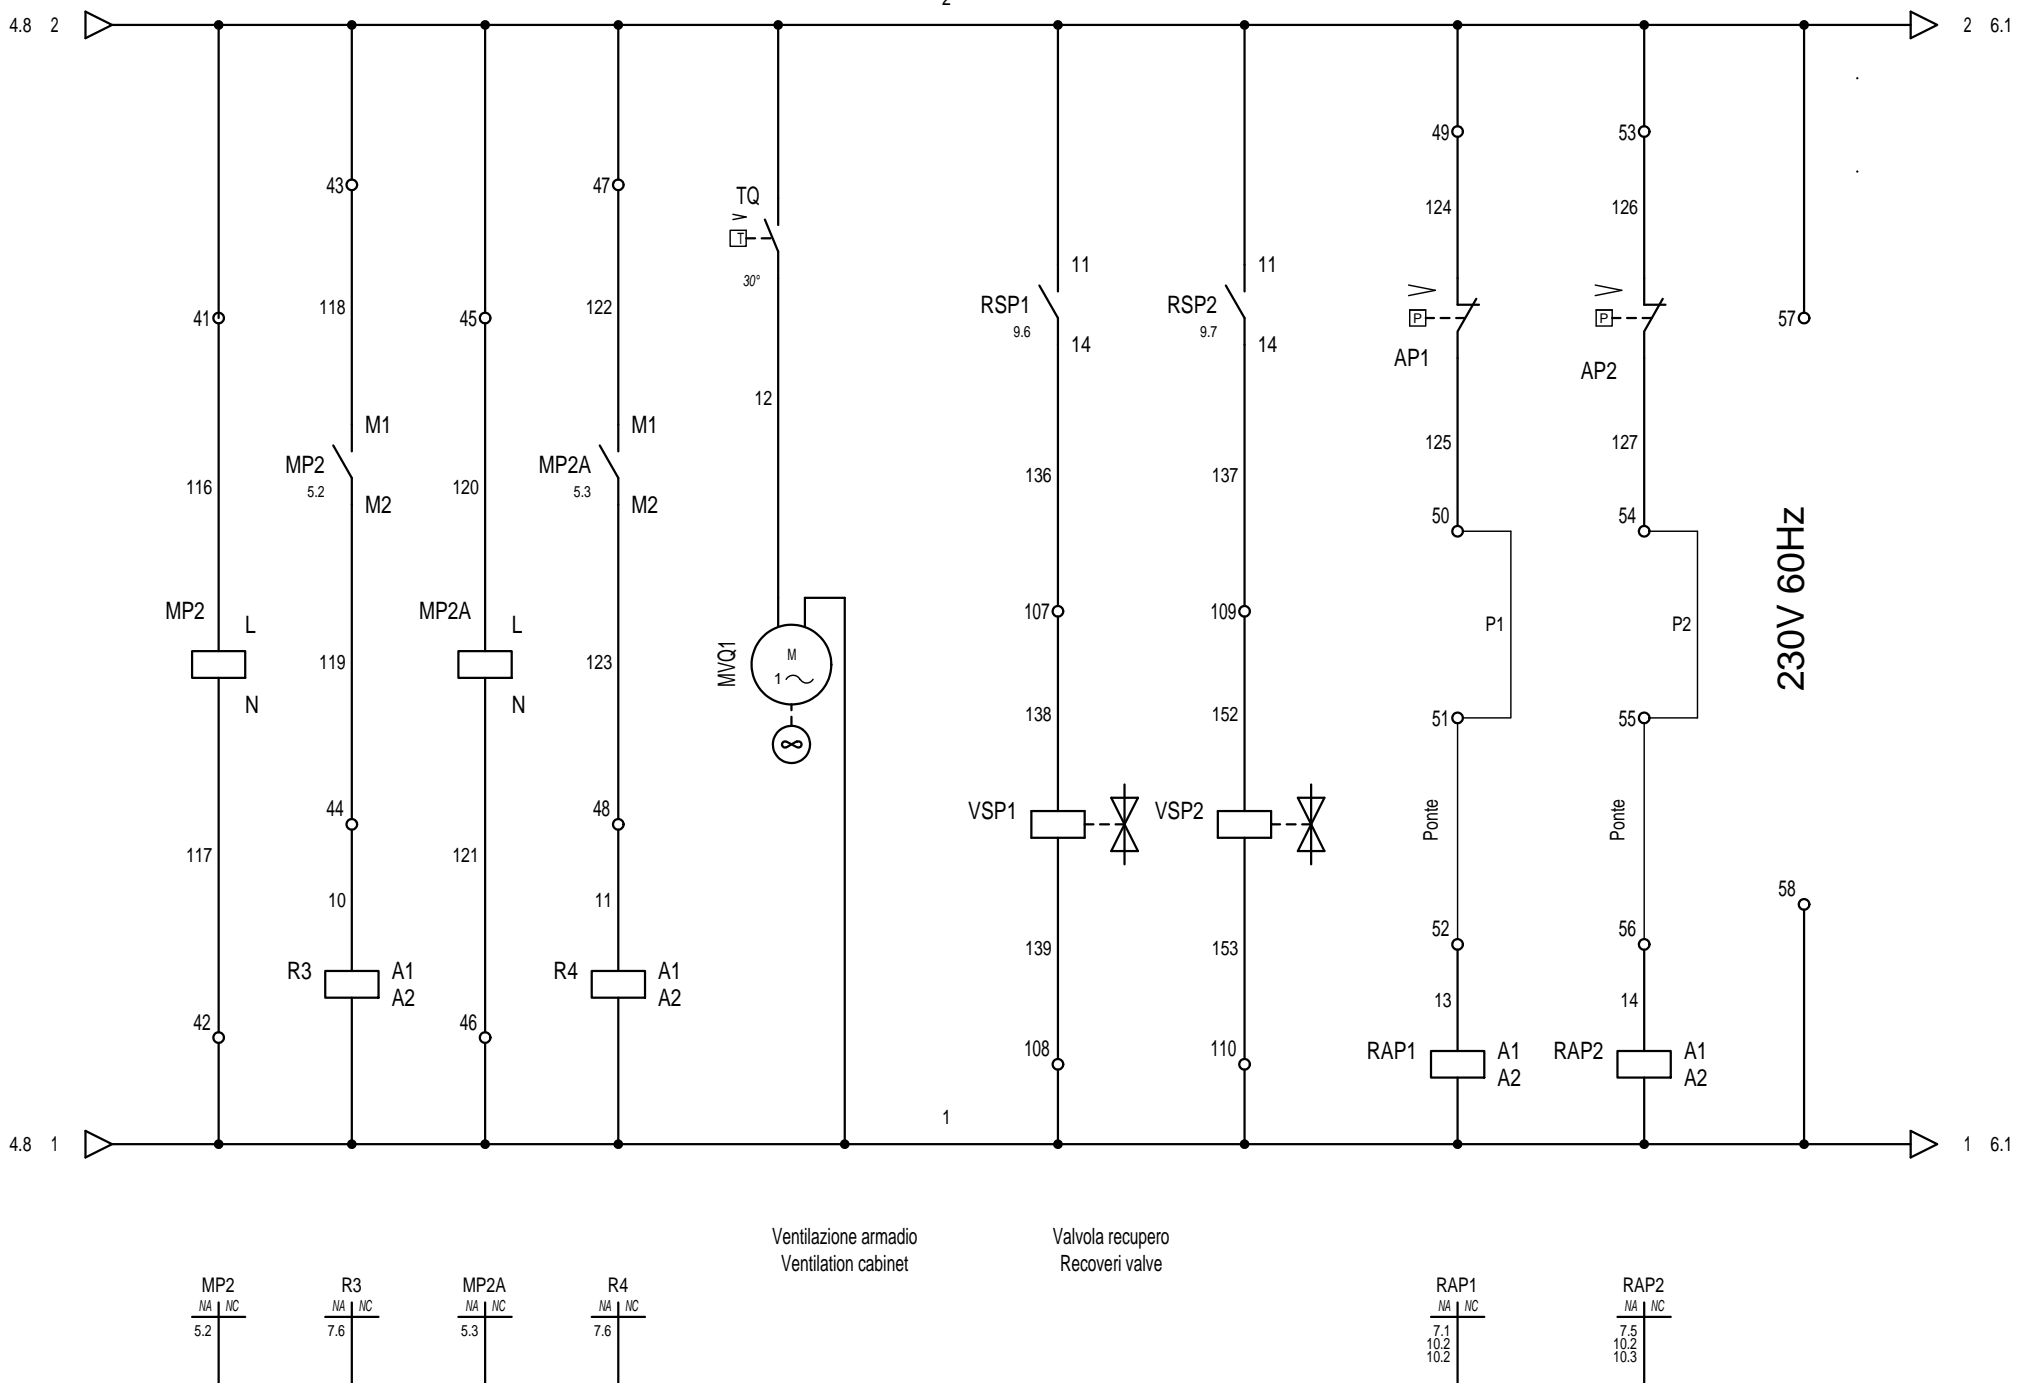 2
4.8 2
2 6.1
49
53
43
47
TQ
124
126
T
30°
11
11
41
118
45
122
RSP1
9.6
RSP2
9.7
P
P
57
14
14
AP1
AP2
12
M1
M1
125
127
MP2
5.2
MP2A
5.3
116
120
136
137
M2
M2
50
54
230V 60Hz
MP2
L
MP2A
L
107
109
P1
P2
119
123
MVQ1
M
1
N
N
138
152
51
55
44
48
VSP1
VSP2
Ponte
Ponte
117
121
58
10
11
139
153
52
56
R3
A1
A2
R4
A1
A2
13
14
42
46
108
110
RAP1
A1
A2
RAP2
A1
A2
1
4.8 1
1 6.1
Ventilazione armadio
Ventilation cabinet
Valvola recupero
Recoveri valve
MP2
NA NC
5.2
R3
NA NC
7.6
MP2A
NA NC
5.3
R4
NA NC
7.6
RAP1
NA NC
7.1
10.2
10.2
RAP2
NA NC
7.5
10.2
10.3